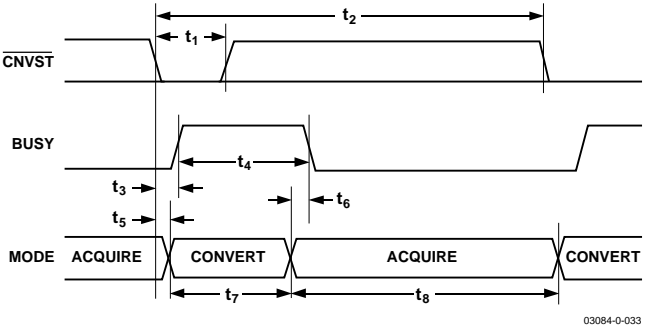 t2
t1
CNVST
BUSY
t4
t3
t6
t5
MODE ACQUIRE CONVERT ACQUIRE CONVERT
t7 t8
03084-0-033